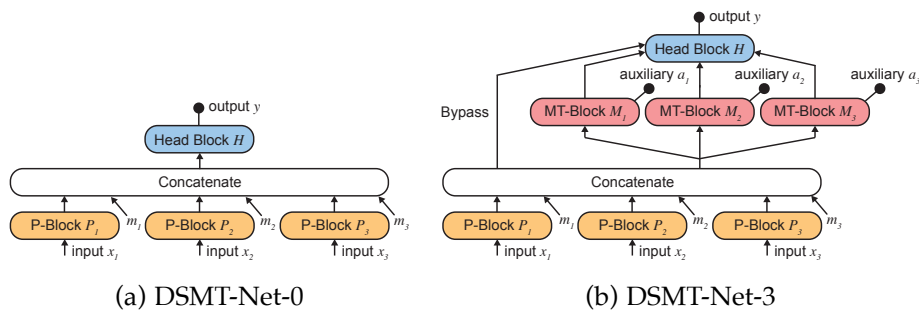 output y
Head Block H
Concatenate
P-Block P1 m1 P-Block P2 m2 P-Block P3 m3
input x1 input x2 input x3
(a) DSMT-Net-0
output y
Head Block H
auxiliary a1 auxiliary a2 auxiliary a3
Bypass
MT-Block M1 MT-Block M2 MT-Block M3
Concatenate
P-Block P1 m1 P-Block P2 m2 P-Block P3 m3
input x1 input x2 input x3
(b) DSMT-Net-3